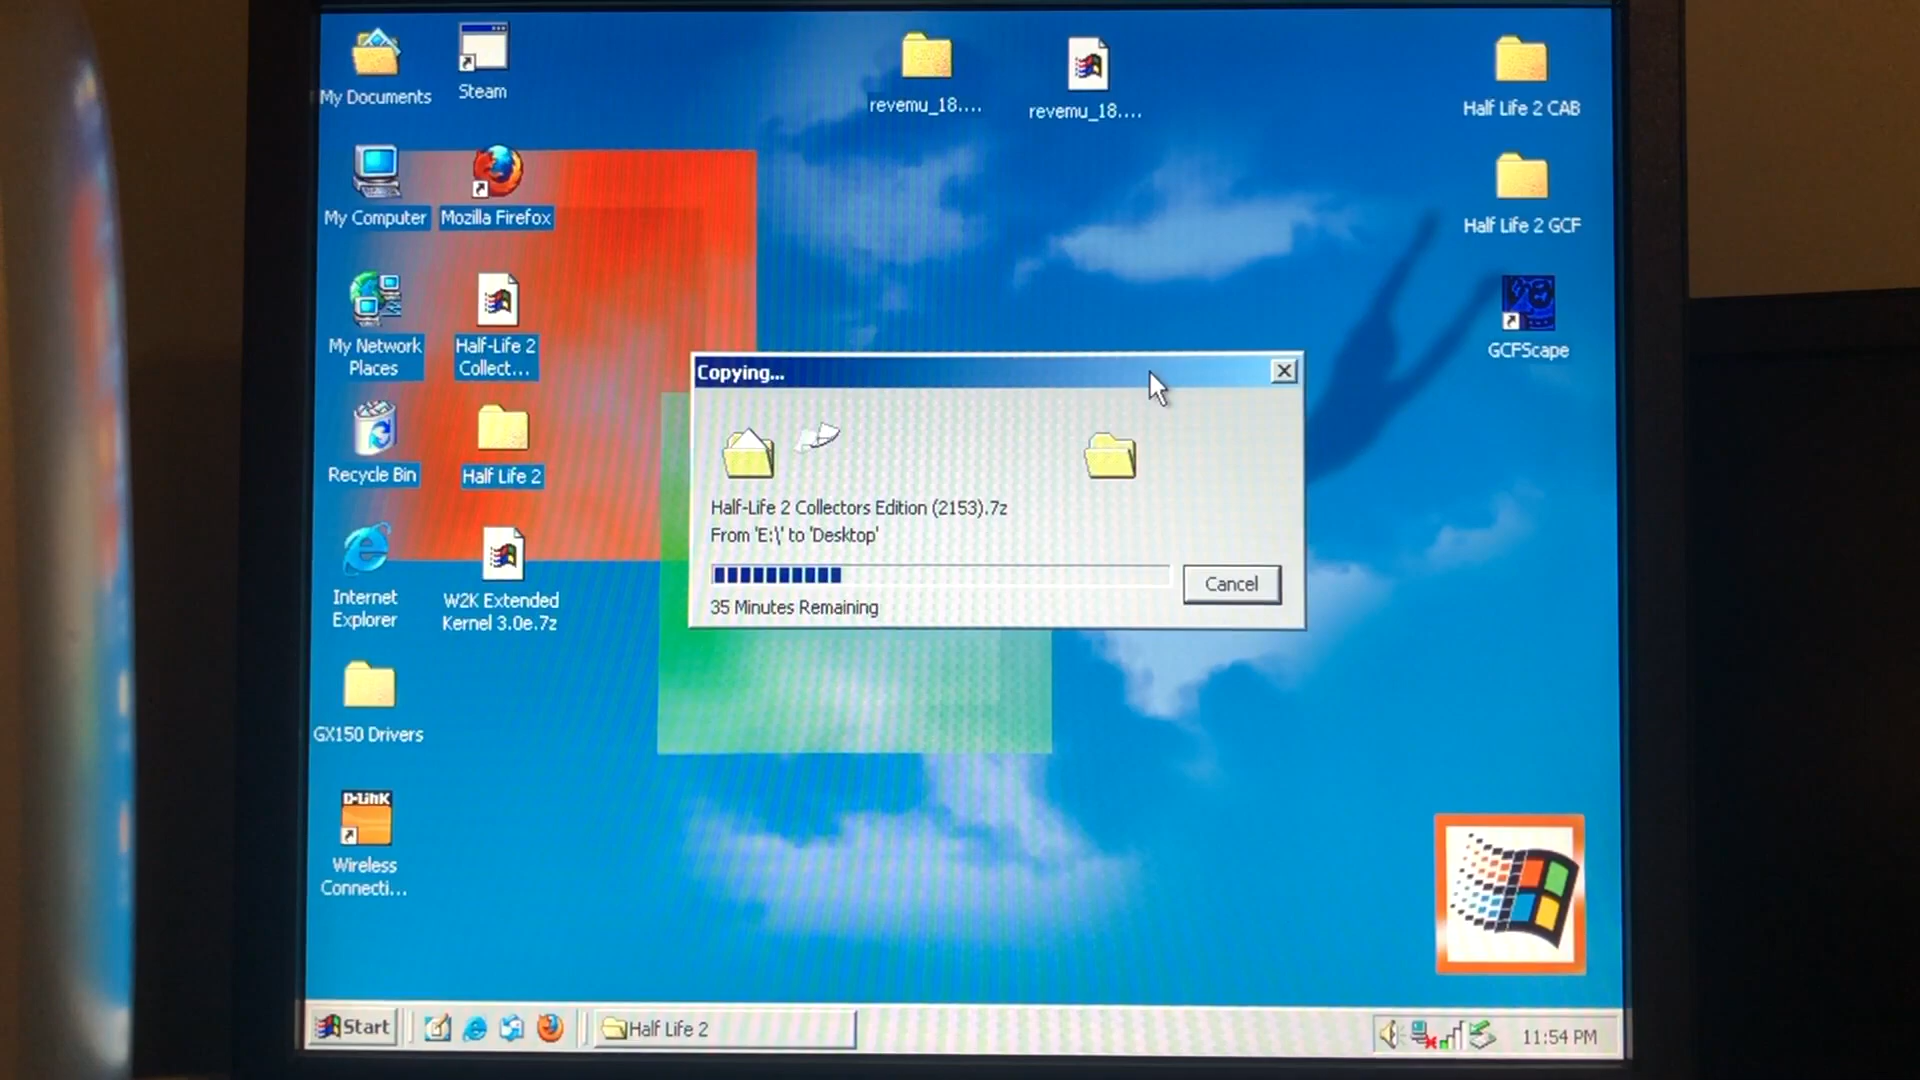 My Documents
Steam
revemu_18....
revemu_18....
Half Life 2 CAB
My Computer
Mozilla Firefox
Half Life 2 GCF
My Network
Places
Half-Life 2
Collect...
GCFScape
Copying...
Half-Life 2 Collectors Edition (2153).7z
From 'E:\' to 'Desktop'
Cancel
35 Minutes Remaining
Recycle Bin
Half Life 2
Internet
Explorer
W2K Extended
Kernel 3.0e.7z
GX150 Drivers
D-Link
Wireless
Connecti...
Start
Half Life 2
11:54 PM